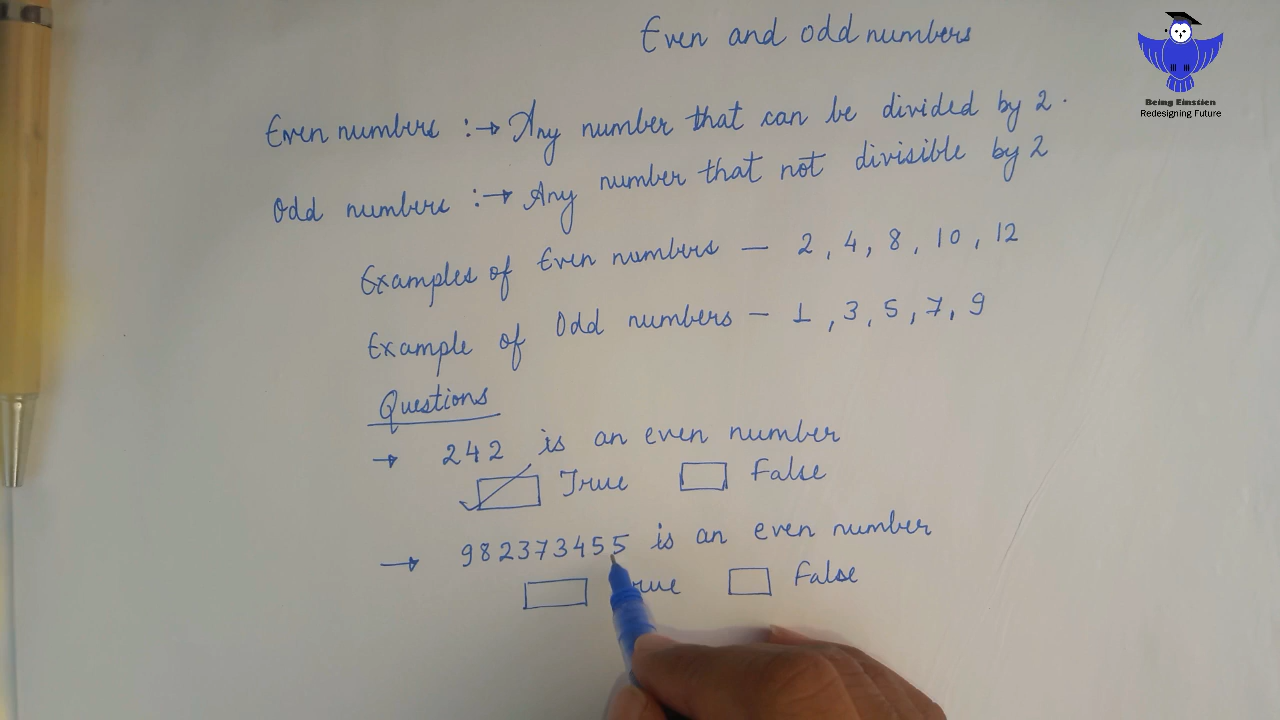 Even and odd numbers
Being Einstien
Redesigning Future
Even numbers :→ Any number that can be divided by 2.
Odd numbers :→ Any number that not divisible by 2
Examples of Even numbers — 2, 4, 8, 10, 12
Example of Odd numbers — 1, 3, 5, 7, 9
Questions
→ 242 is an even number
True False
→ 982373455 is an even number
rue False